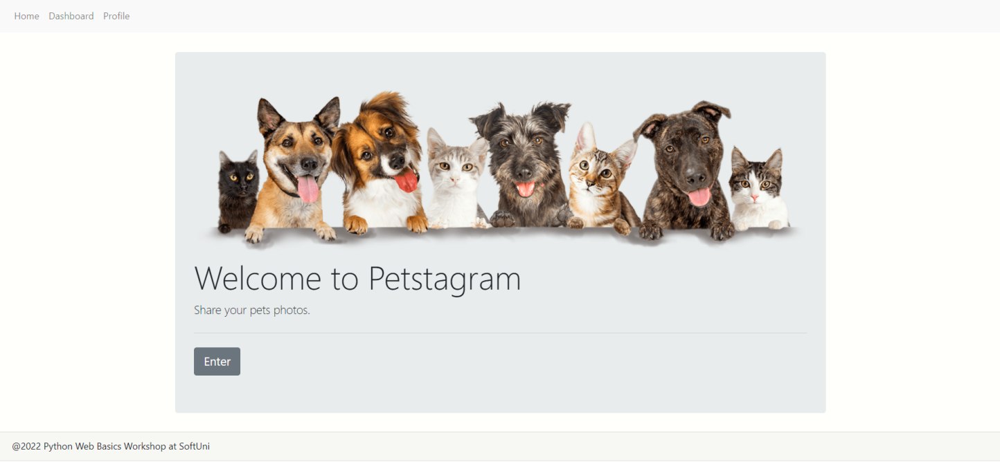 Home Dashboard Profile
Welcome to Petstagram
Share your pets photos.
Enter
@2022 Python Web Basics Workshop at SoftUni